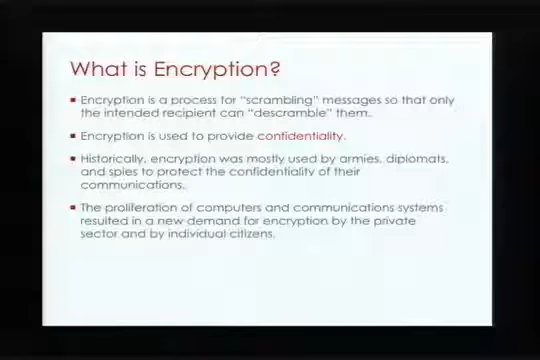 What is Encryption?
Encryption is a process for "scrambling" messages so that only
the intended recipient can "descramble" them.
Encryption is used to provide confidentiality.
Historically, encryption was mostly used by armies, diplomats,
and spies to protect the confidentiality of their
communications.
The proliferation of computers and communications systems
resulted in a new demand for encryption by the private
sector and by individual citizens.